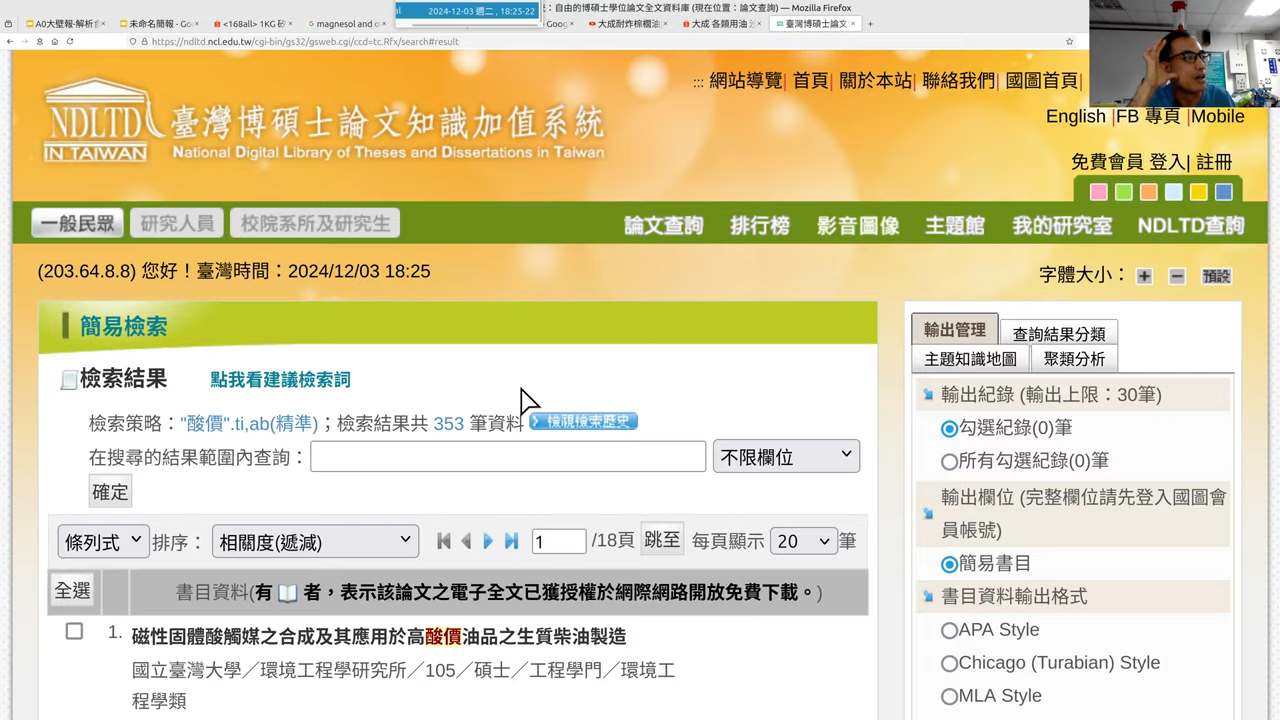 2024-12-03 週二 , 18:25-22
：自由的博碩士學位論文全文資料庫 (現在位置：論文查詢) — Mozilla Firefox
A0大壁報-解析食
未命名簡報 - Go
<168all> 1KG 矽
magnesol and
Goog
大成耐炸棕櫚油
大成 各類用油
臺灣博碩士論文
https://ndltd.ncl.edu.tw/cgi-bin/gs32/gsweb.cgi/ccd=tc.Rfx/search#result
::: 網站導覽| 首頁| 關於本站| 聯絡我們| 國圖首頁|
English |FB 專頁 |Mobile
NDLTD IN TAIWAN
臺灣博碩士論文知識加值系統
National Digital Library of Theses and Dissertations in Taiwan
免費會員 登入| 註冊
一般民眾 研究人員 校院系所及研究生
論文查詢 排行榜 影音圖像 主題館 我的研究室 NDLTD查詢
(203.64.8.8) 您好！臺灣時間：2024/12/03 18:25
字體大小： + − 預設
簡易檢索
檢索結果 點我看建議檢索詞
檢索策略："酸價".ti,ab(精準)；檢索結果共 353 筆資料 檢視檢索歷史
在搜尋的結果範圍內查詢： 不限欄位
確定
條列式 排序： 相關度(遞減) 1 /18頁 跳至 每頁顯示 20 筆
全選 書目資料(有 者，表示該論文之電子全文已獲授權於網際網路開放免費下載。)
1. 磁性固體酸觸媒之合成及其應用於高酸價油品之生質柴油製造
國立臺灣大學／環境工程學研究所／105／碩士／工程學門／環境工
程學類
輸出管理 查詢結果分類
主題知識地圖 聚類分析
輸出紀錄 (輸出上限：30筆)
勾選紀錄(0)筆
所有勾選紀錄(0)筆
輸出欄位 (完整欄位請先登入國圖會
員帳號)
簡易書目
書目資料輸出格式
APA Style
Chicago (Turabian) Style
MLA Style